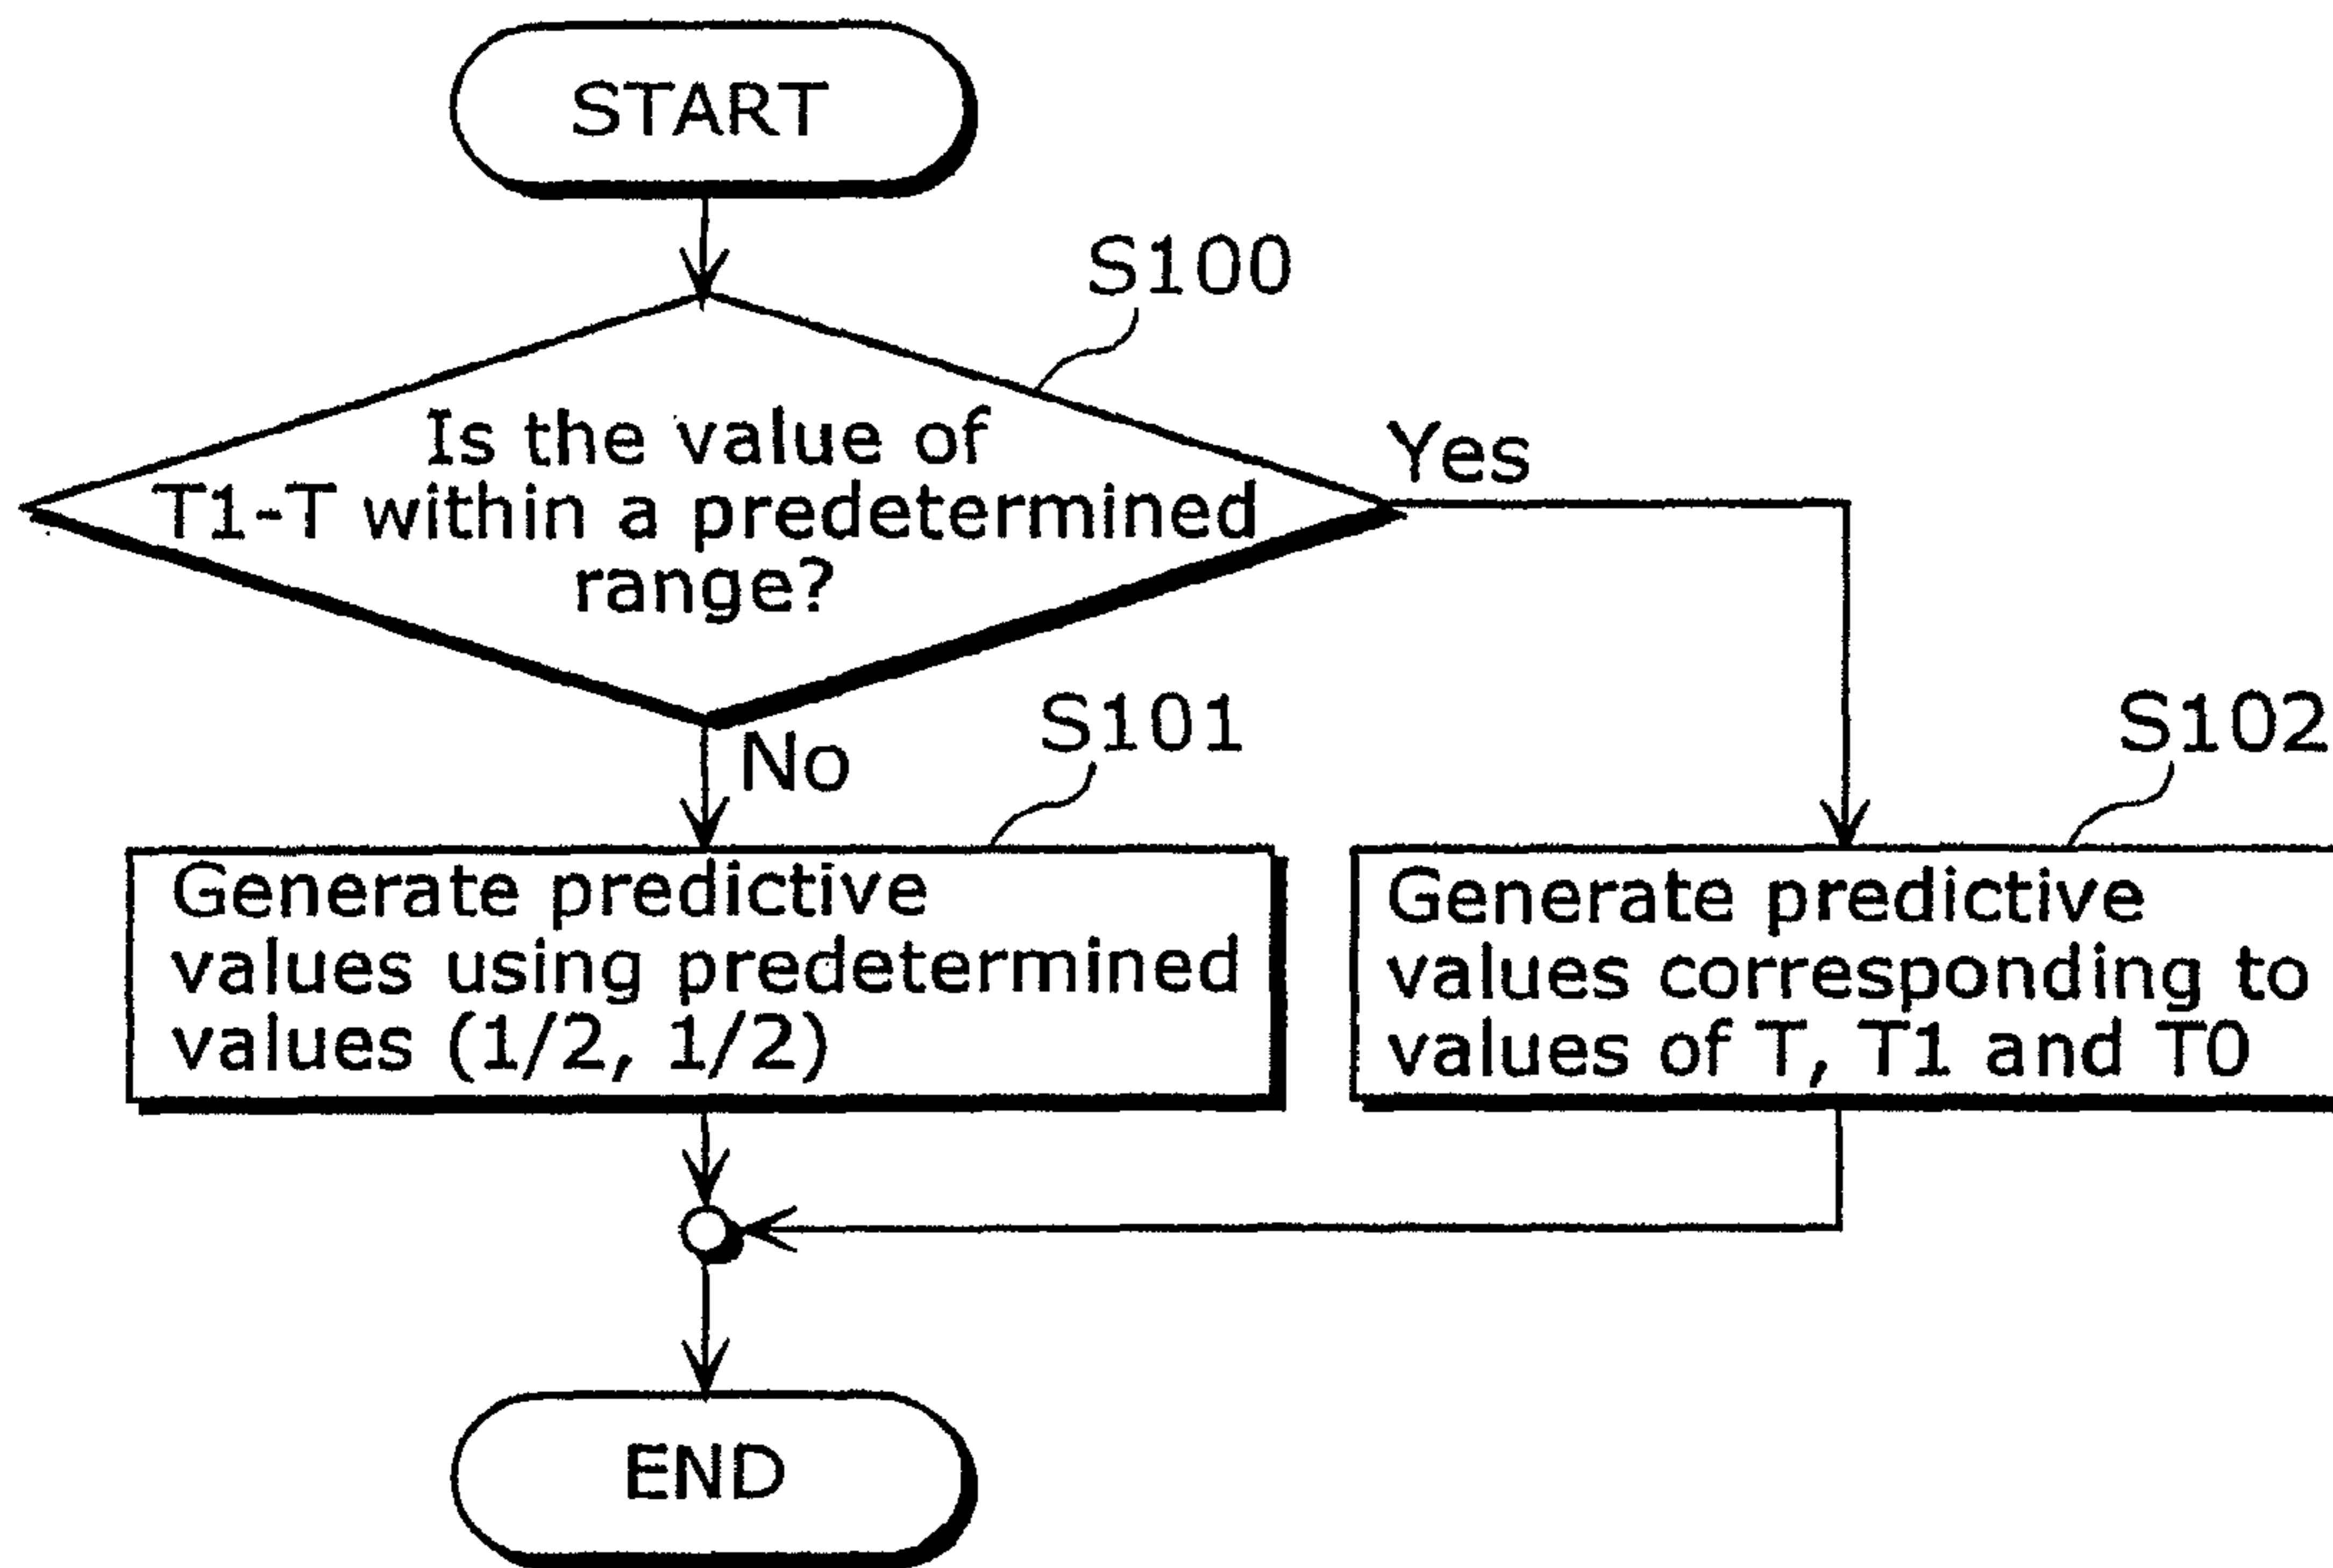 START
S100
Is the value of
T1-T within a predetermined
range?
Yes
No
S101
S102
Generate predictive
values using predetermined
values (1/2, 1/2)
Generate predictive
values corresponding to
values of T, T1 and T0
END